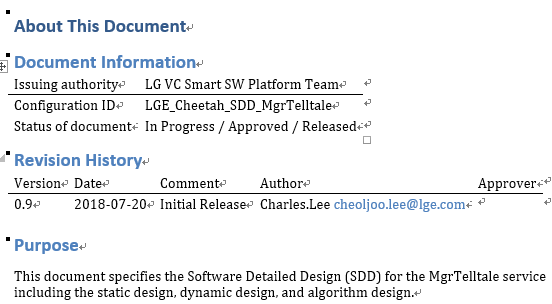 About This Document
Document Information
Issuing authority LG VC Smart SW Platform Team
Configuration ID LGE_Cheetah_SDD_MgrTelltale
Status of document In Progress / Approved / Released
Revision History
Version Date Comment Author Approver
0.9 2018-07-20 Initial Release Charles.Lee cheoljoo.lee@lge.com
Purpose
This document specifies the Software Detailed Design (SDD) for the MgrTelltale service
including the static design, dynamic design, and algorithm design.